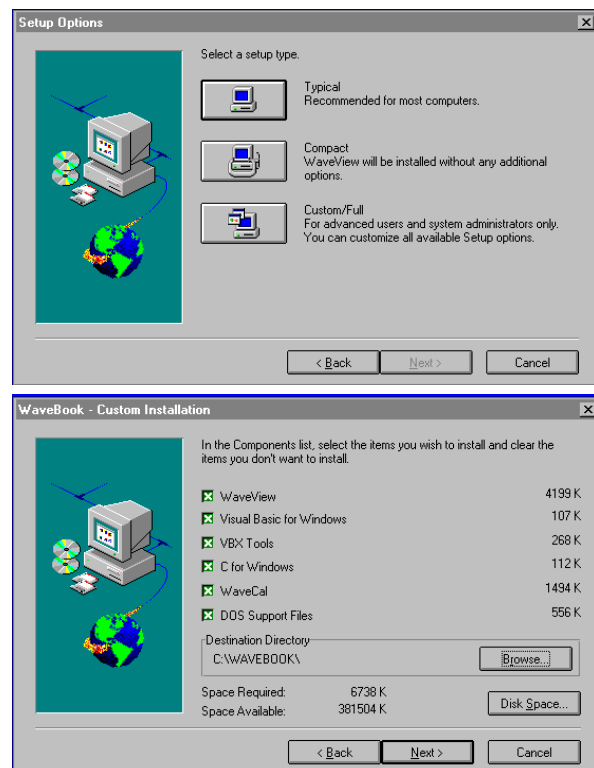 Setup Options
Select a setup type.
Typical
Recommended for most computers.
Compact
WaveView will be installed without any additional
options.
Custom/Full
For advanced users and system administrators only.
You can customize all available Setup options.
< Back
Next >
Cancel
WaveBook - Custom Installation
In the Components list, select the items you wish to install and clear the
items you don't want to install.
WaveView 4199 K
Visual Basic for Windows 107 K
VBX Tools 268 K
C for Windows 112 K
WaveCal 1494 K
DOS Support Files 556 K
Destination Directory
C:\WAVEBOOK\
Browse...
Space Required: 6738 K
Space Available: 381504 K
Disk Space...
< Back
Next >
Cancel